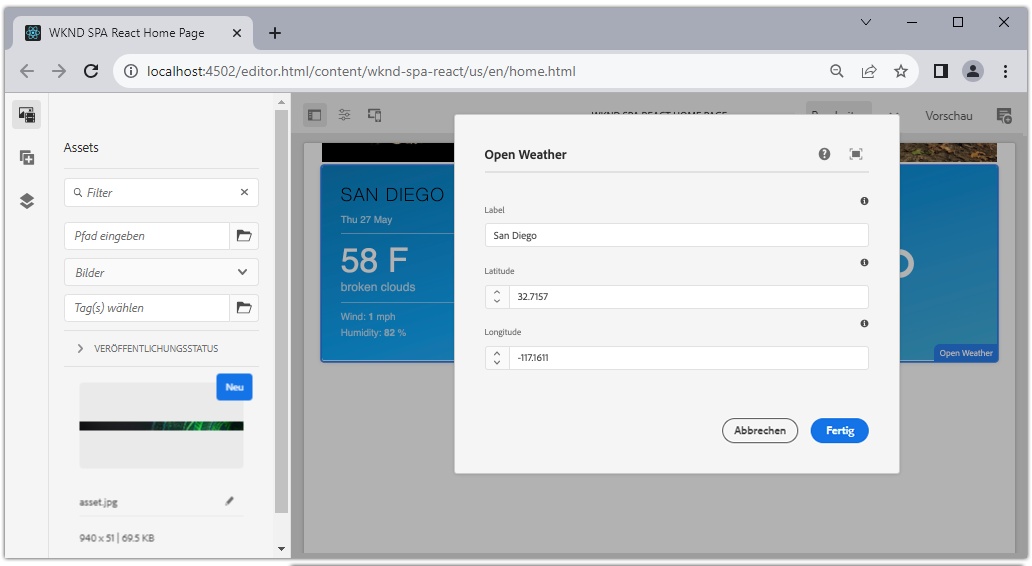 WKND SPA React Home Page
localhost:4502/editor.html/content/wknd-spa-react/us/en/home.html
Assets
Filter
Pfad eingeben
Bilder
Tag(s) wählen
VERÖFFENTLICHUNGSSTATUS
Neu
asset.jpg
940 x 51 | 69.5 KB
WKND SPA REACT HOME PAGE
Vorschau
SAN DIEGO
Thu 27 May
58 F
broken clouds
Wind: 1 mph
Humidity: 82 %
Open Weather
Open Weather
Label
San Diego
Latitude
32.7157
Longitude
-117.1611
Abbrechen
Fertig